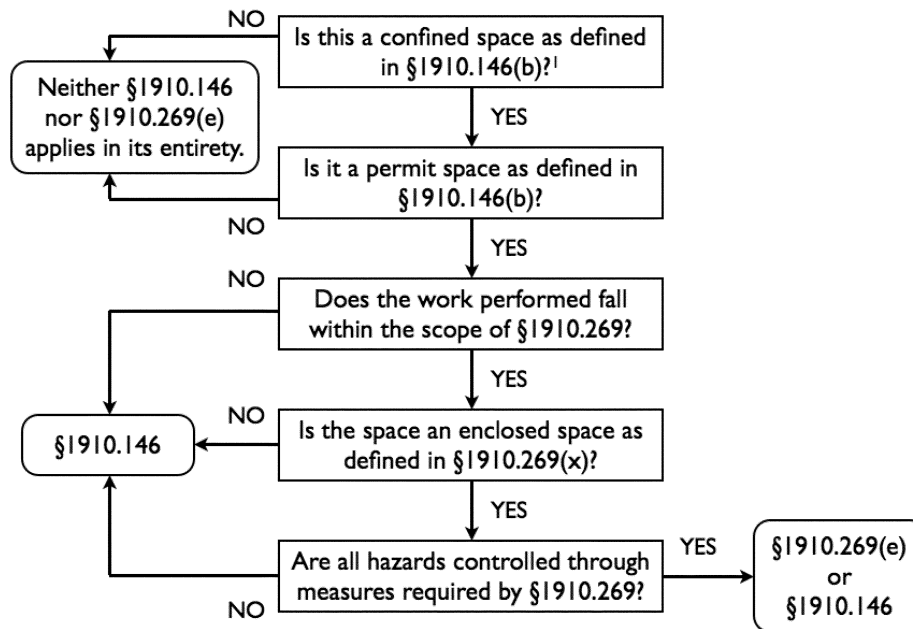 NO
Is this a confined space as defined
in §1910.146(b)?¹
Neither §1910.146
nor §1910.269(e)
applies in its entirety.
YES
Is it a permit space as defined in
§1910.146(b)?
NO
YES
NO
Does the work performed fall
within the scope of §1910.269?
YES
NO
§1910.146
Is the space an enclosed space as
defined in §1910.269(x)?
YES
Are all hazards controlled through
measures required by §1910.269?
NO
YES
§1910.269(e)
or
§1910.146